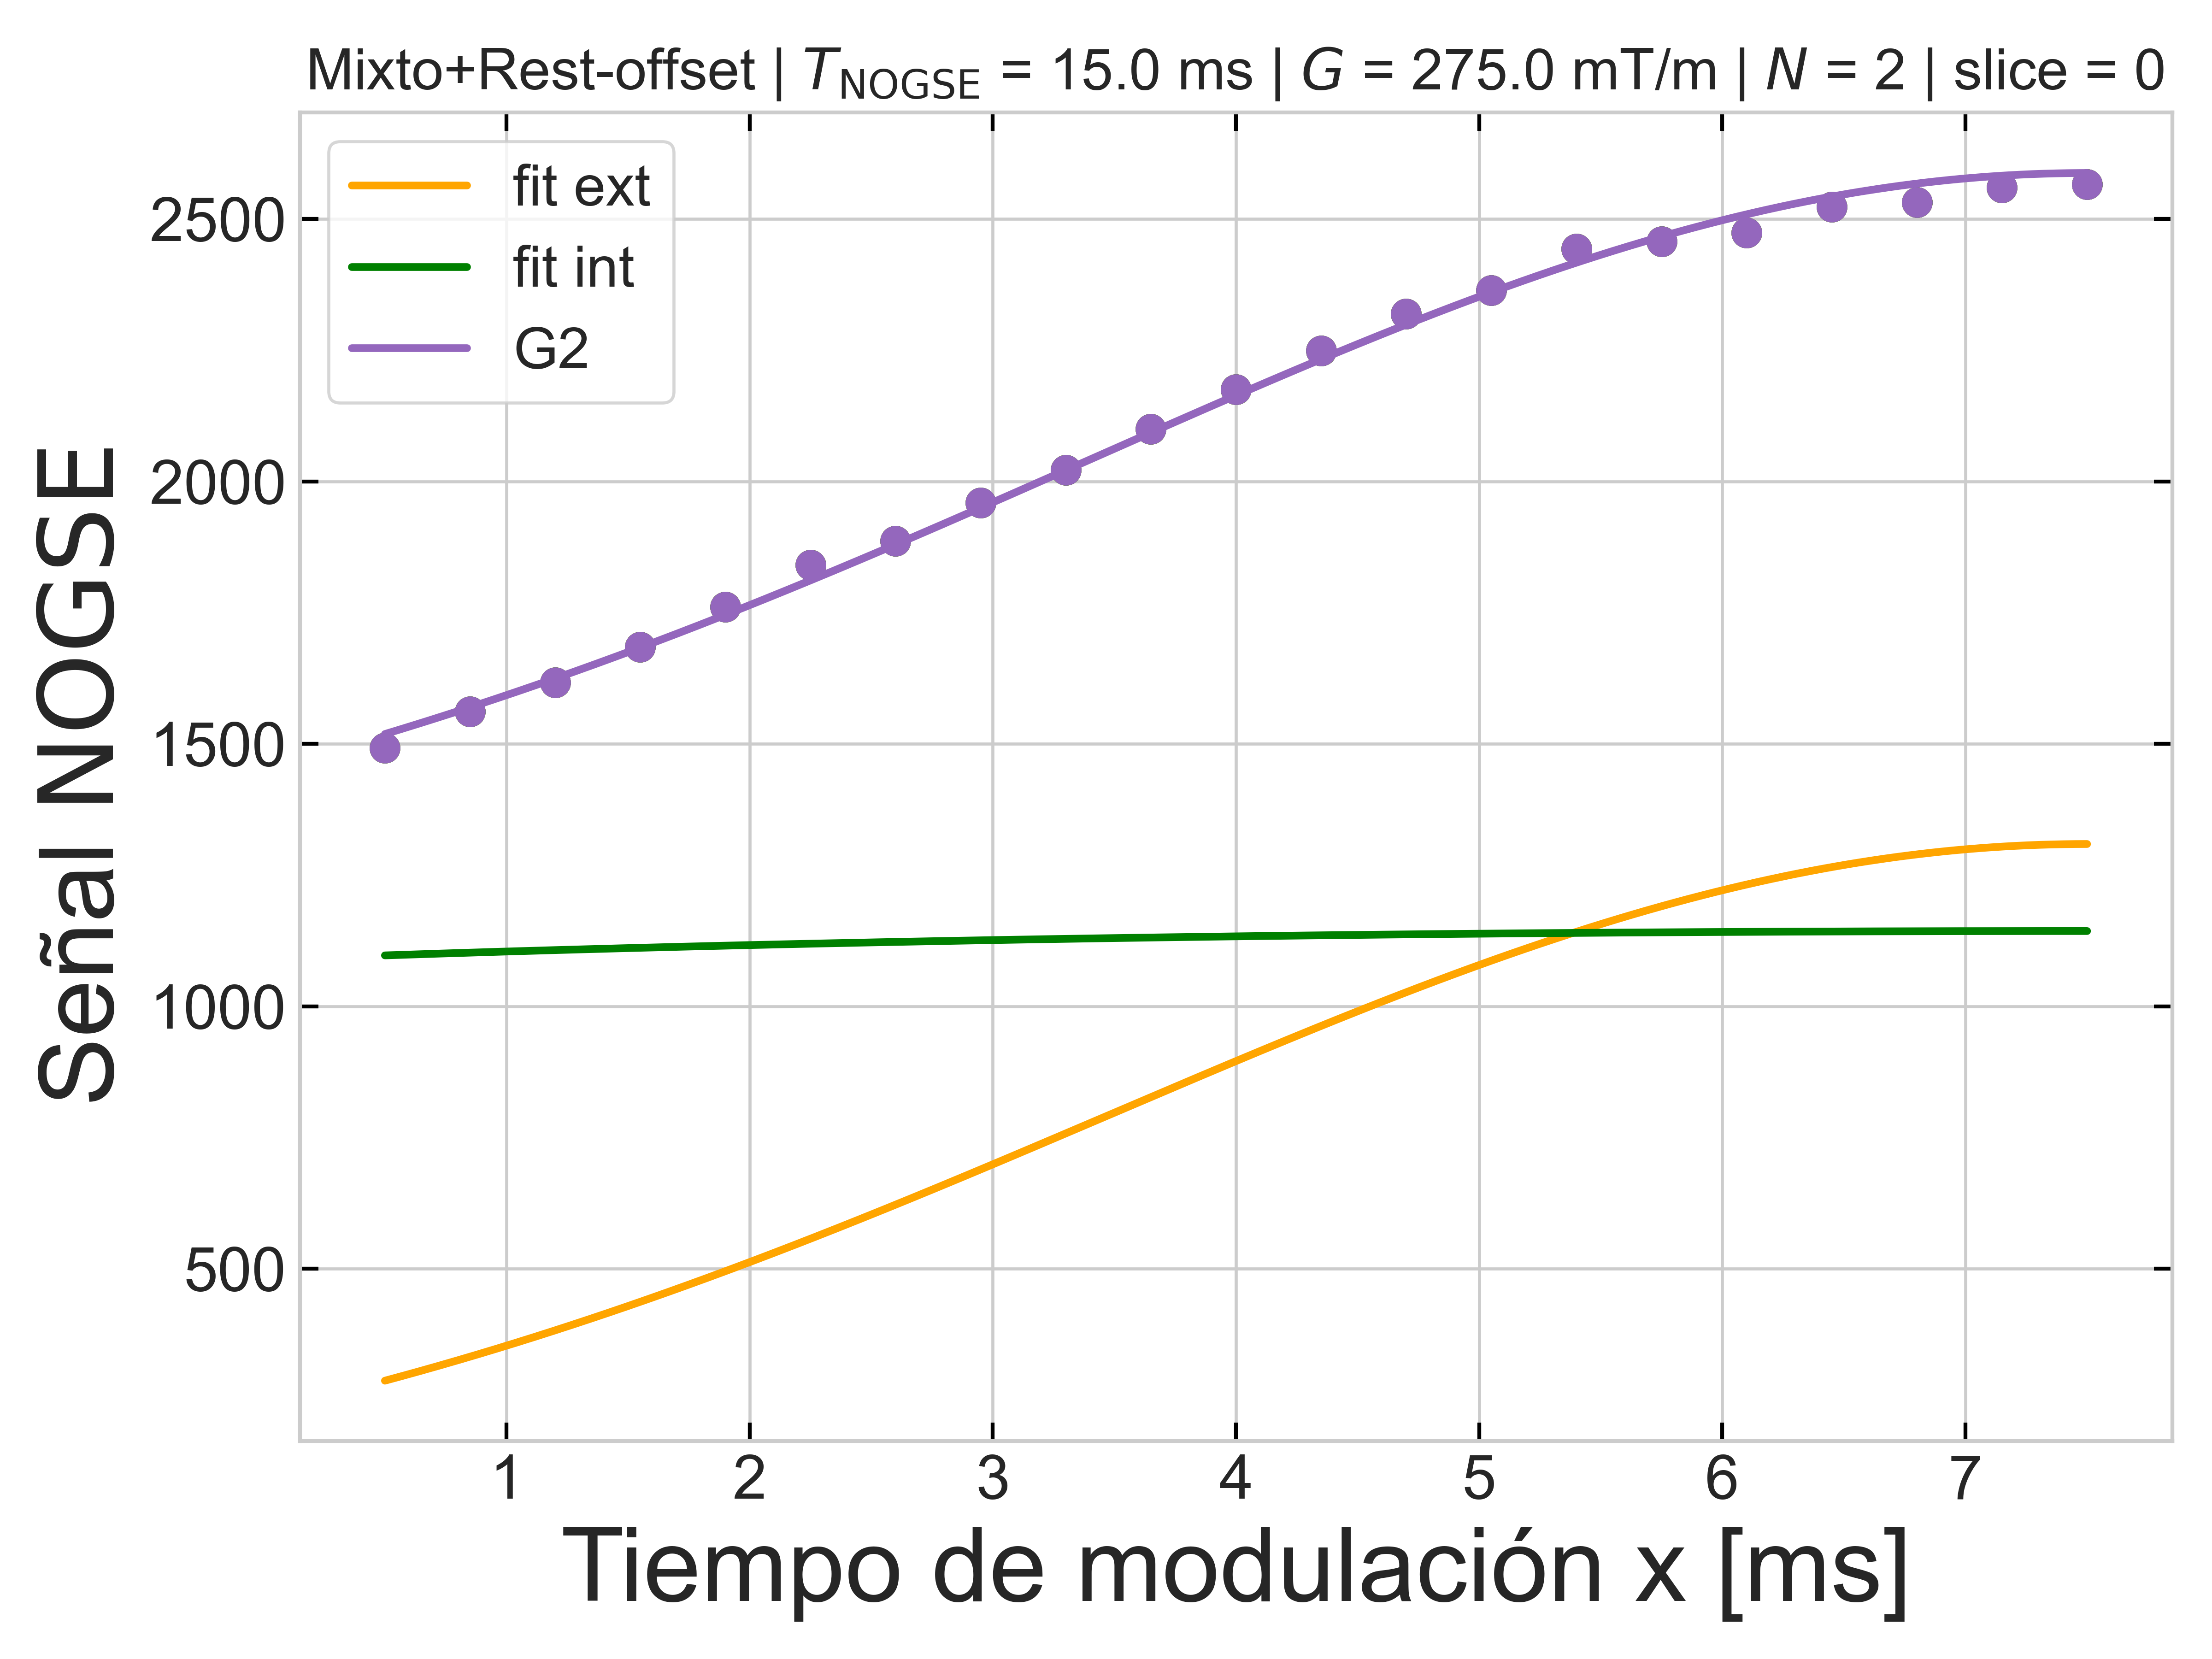 Mixto+Rest-offset | T_NOGSE = 15.0 ms | G = 275.0 mT/m | N = 2 | slice = 0
fit ext
fit int
G2
2500
2000
1500
1000
500
Señal NOGSE
1 2 3 4 5 6 7
Tiempo de modulación x [ms]